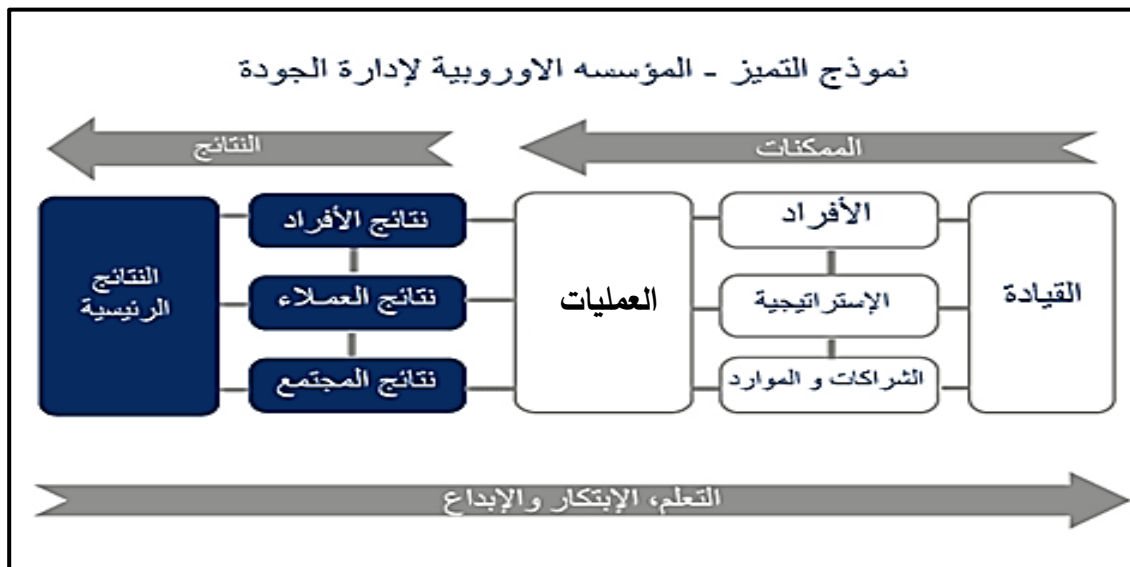 نموذج التميز - المؤسسه الاوروبية لإدارة الجودة
الممكنات
النتائج
القيادة
الأفراد
الإستراتيجية
الشراكات و الموارد
العمليات
نتائج الأفراد
نتائج العملاء
نتائج المجتمع
النتائج
الرئيسية
التعلم، الإبتكار والإبداع